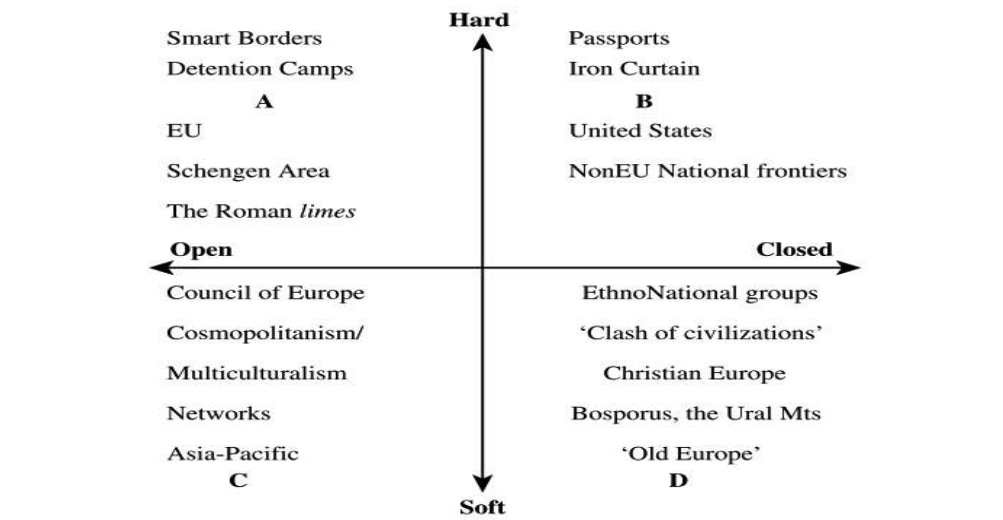 Hard
Smart Borders
Detention Camps
A
EU
Schengen Area
The Roman limes
Passports
Iron Curtain
B
United States
NonEU National frontiers
Open
Closed
Council of Europe
Cosmopolitanism/
Multiculturalism
Networks
Asia-Pacific
C
EthnoNational groups
‘Clash of civilizations’
Christian Europe
Bosporus, the Ural Mts
‘Old Europe’
D
Soft